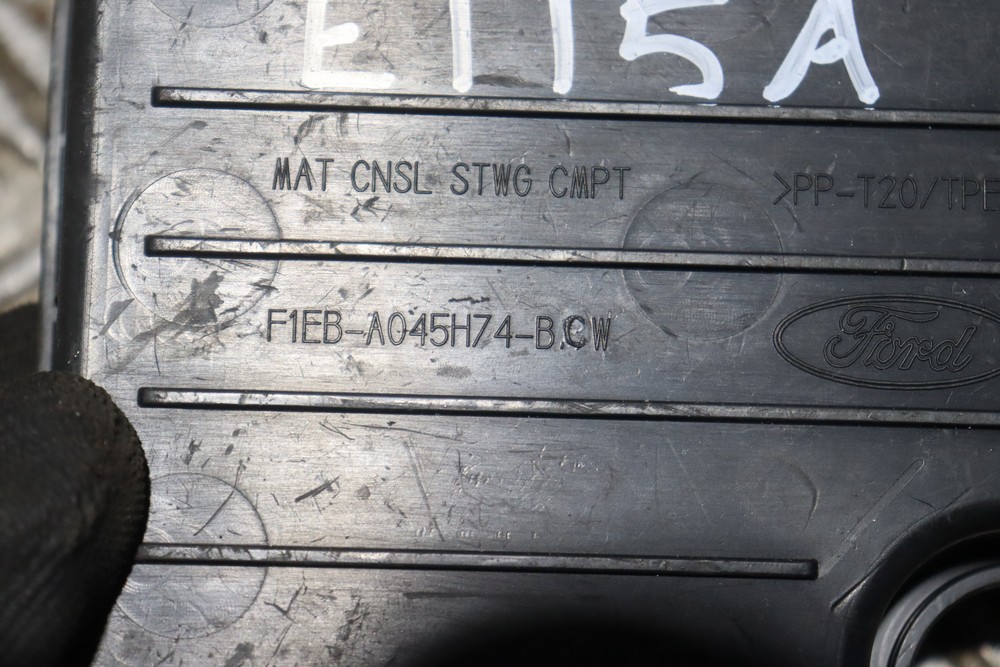 E115A
MAT CNSL STWG CMPT >PP-T20/TPE
F1EB-A045H74-B.CW
Ford